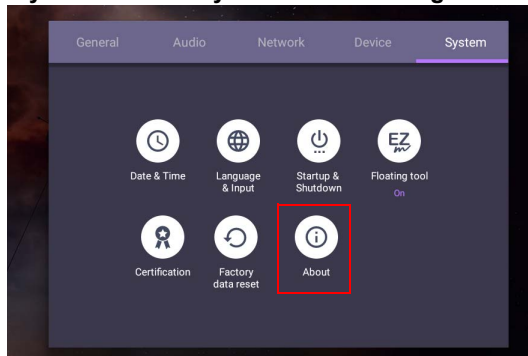 General Audio Network Device System
Date & Time
Language
& Input
Startup &
Shutdown
EZ
Floating tool
On
Certification
Factory
data reset
About